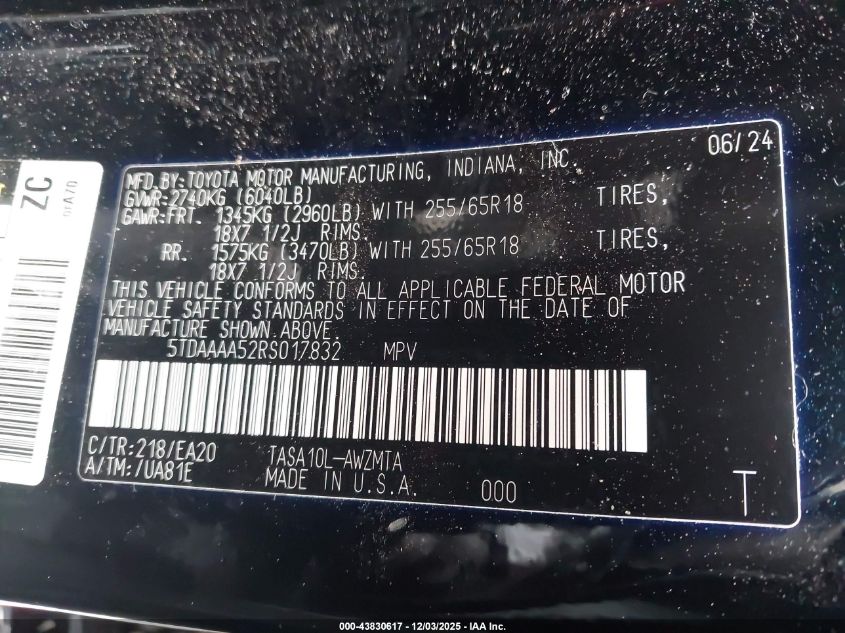 06/24
MFD.BY:TOYOTA MOTOR MANUFACTURING, INDIANA, INC.
GVWR:2740KG (6040LB)
GAWR:FRT. 1345KG (2960LB) WITH 255/65R18 TIRES,
18X7 1/2J RIMS
RR. 1575KG (3470LB) WITH 255/65R18 TIRES,
18X7 1/2J RIMS
THIS VEHICLE CONFORMS TO ALL APPLICABLE FEDERAL MOTOR
VEHICLE SAFETY STANDARDS IN EFFECT ON THE DATE OF
MANUFACTURE SHOWN ABOVE.
5TDAAAA52RS017832 MPV
C/TR:218/EA20 TASA10L-AWZMTA
A/TM:/UA81E MADE IN U.S.A. 000
T
ZC
000-43830617 - 12/03/2025 - IAA Inc.